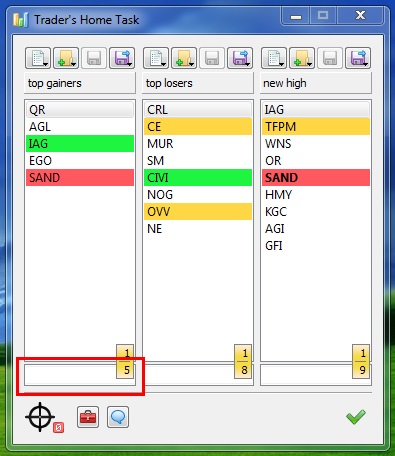 Trader's Home Task
top gainers
top losers
new high
QR
AGL
IAG
EGO
SAND
1
5
CRL
CE
MUR
SM
CIVI
NOG
OVV
NE
1
8
IAG
TFPM
WNS
OR
SAND
HMY
KGC
AGI
GFI
1
9